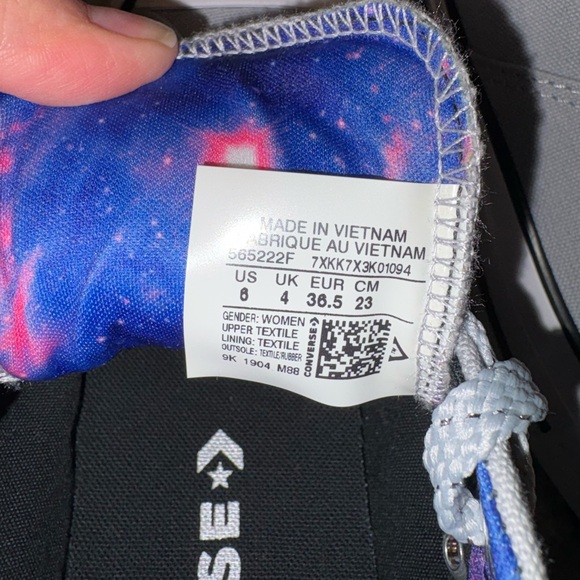 MADE IN VIETNAM
FABRIQUE AU VIETNAM
565222F 7XKK7X3K01094
US UK EUR CM
6 4 36.5 23
GENDER: WOMEN
UPPER TEXTILE
LINING: TEXTILE
OUTSOLE: TEXTILE/RUBBER
9K 1904 M88
CONVERSE
SE